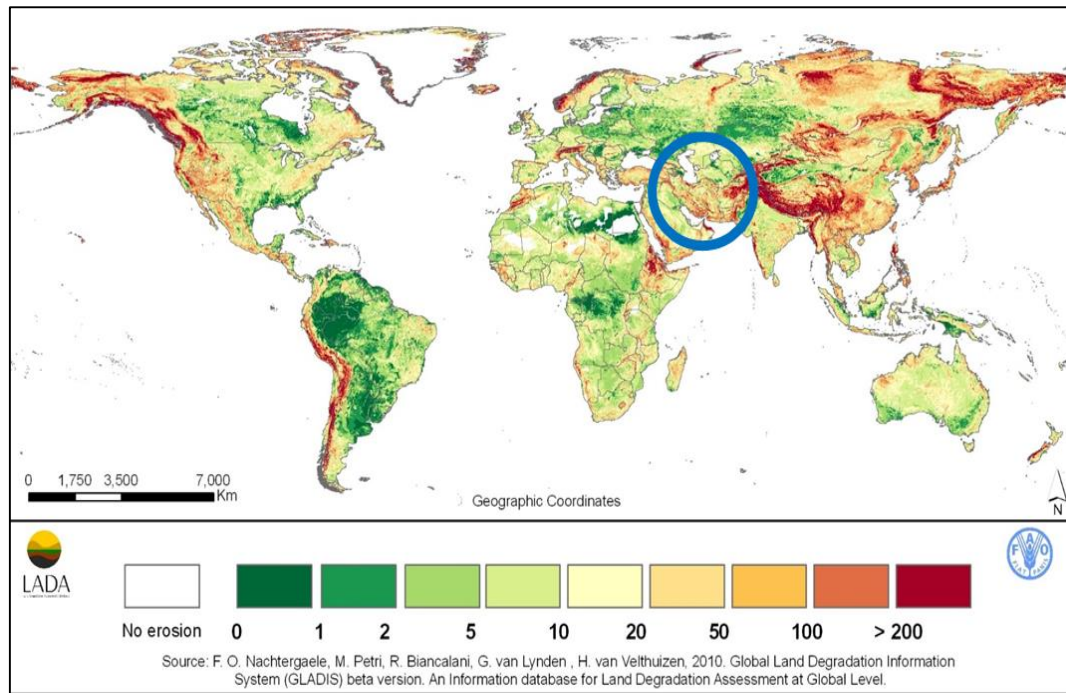 0 1,750 3,500 7,000
Km
Geographic Coordinates
N
LADA
F A O
FIAT PANIS
No erosion 0 1 2 5 10 20 50 100 > 200
Source: F. O. Nachtergaele, M. Petri, R. Biancalani, G. van Lynden , H. van Velthuizen, 2010. Global Land Degradation Information
System (GLADIS) beta version. An Information database for Land Degradation Assessment at Global Level.